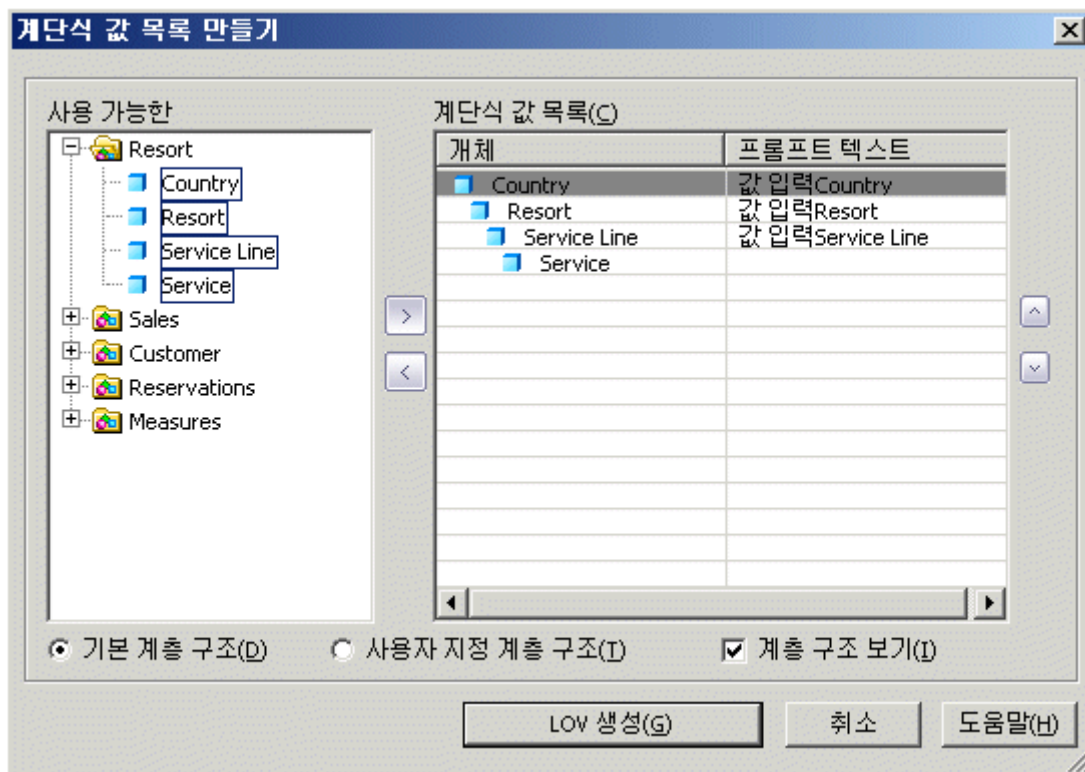 계단식 값 목록 만들기
사용 가능한
계단식 값 목록(C)
Resort
Country
Resort
Service Line
Service
Sales
Customer
Reservations
Measures
>
<
개체 프롬프트 텍스트
Country 값 입력Country
Resort 값 입력Resort
Service Line 값 입력Service Line
Service
기본 계층 구조(D) 사용자 지정 계층 구조(T) 계층 구조 보기(I)
LOV 생성(G) 취소 도움말(H)